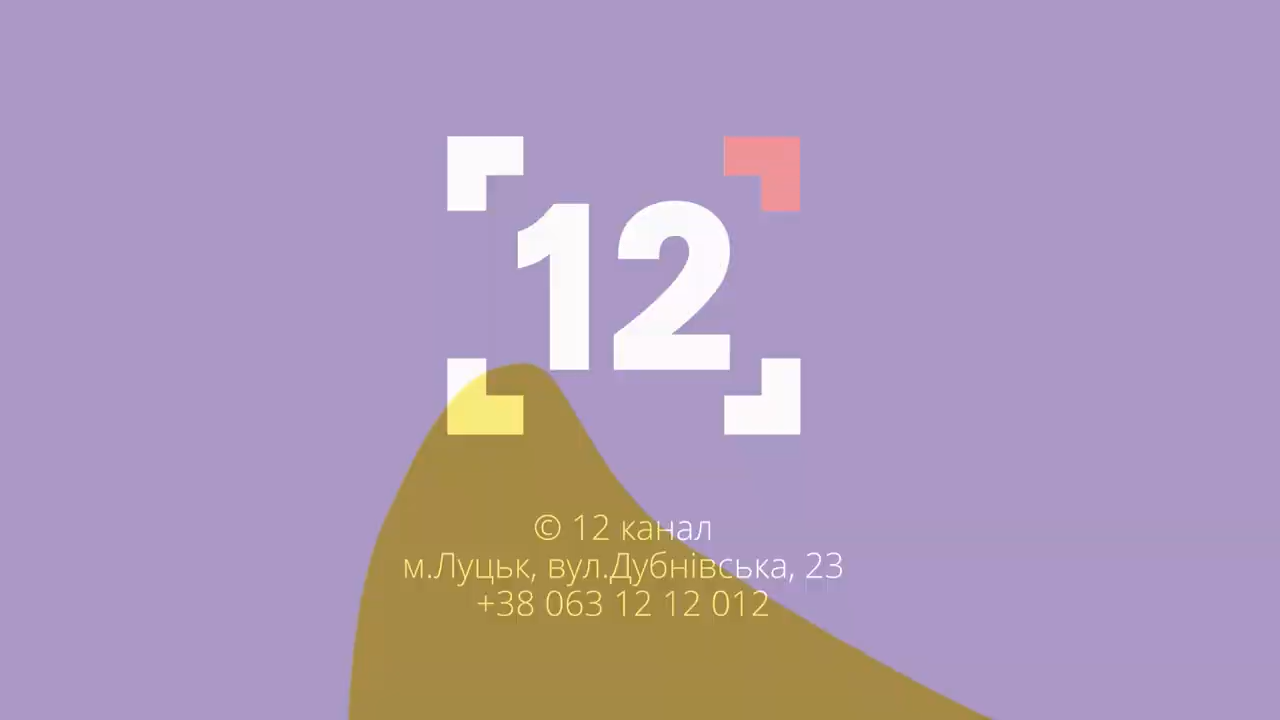 12
© 12 канал
м.Луцьк, вул.Дубнівська, 23
+38 063 12 12 012